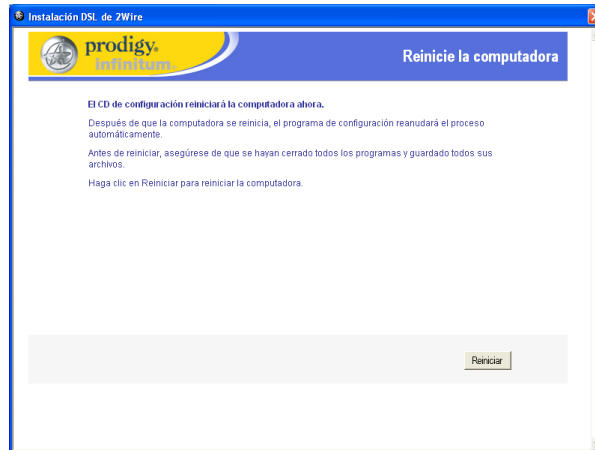 Instalación DSL de 2Wire
prodigy
infinitum
Reinicie la computadora
El CD de configuración reiniciará la computadora ahora.
Después de que la computadora se reinicia, el programa de configuración reanudará el proceso
automáticamente.
Antes de reiniciar, asegúrese de que se hayan cerrado todos los programas y guardado todos sus
archivos.
Haga clic en Reiniciar para reiniciar la computadora.
Reiniciar